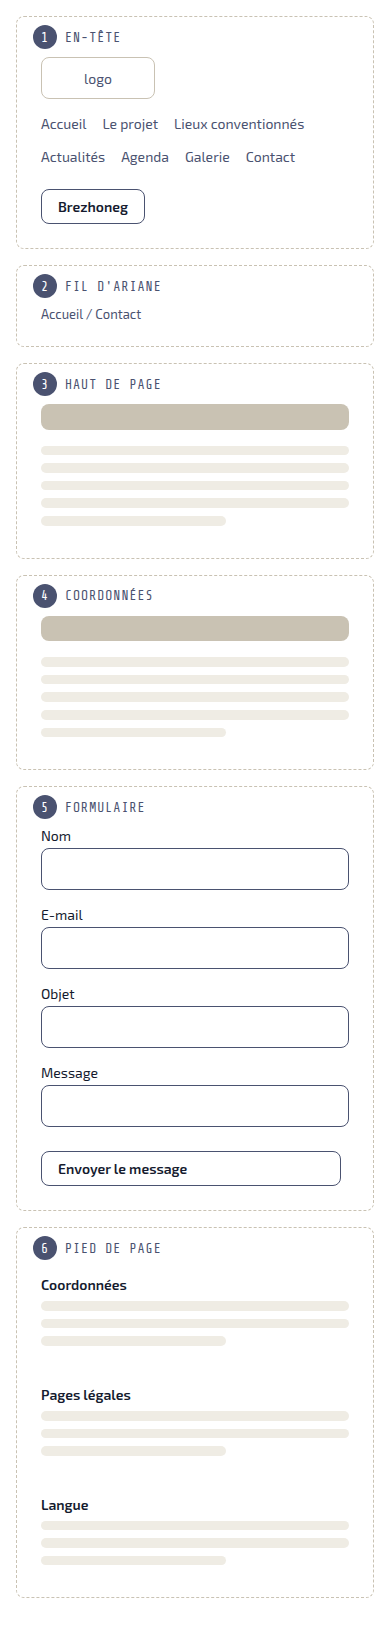 1 EN-TÊTE
logo
Accueil Le projet Lieux conventionnés
Actualités Agenda Galerie Contact
Brezhoneg
2 FIL D'ARIANE
Accueil / Contact
3 HAUT DE PAGE
4 COORDONNÉES
5 FORMULAIRE
Nom
E-mail
Objet
Message
Envoyer le message
6 PIED DE PAGE
Coordonnées
Pages légales
Langue